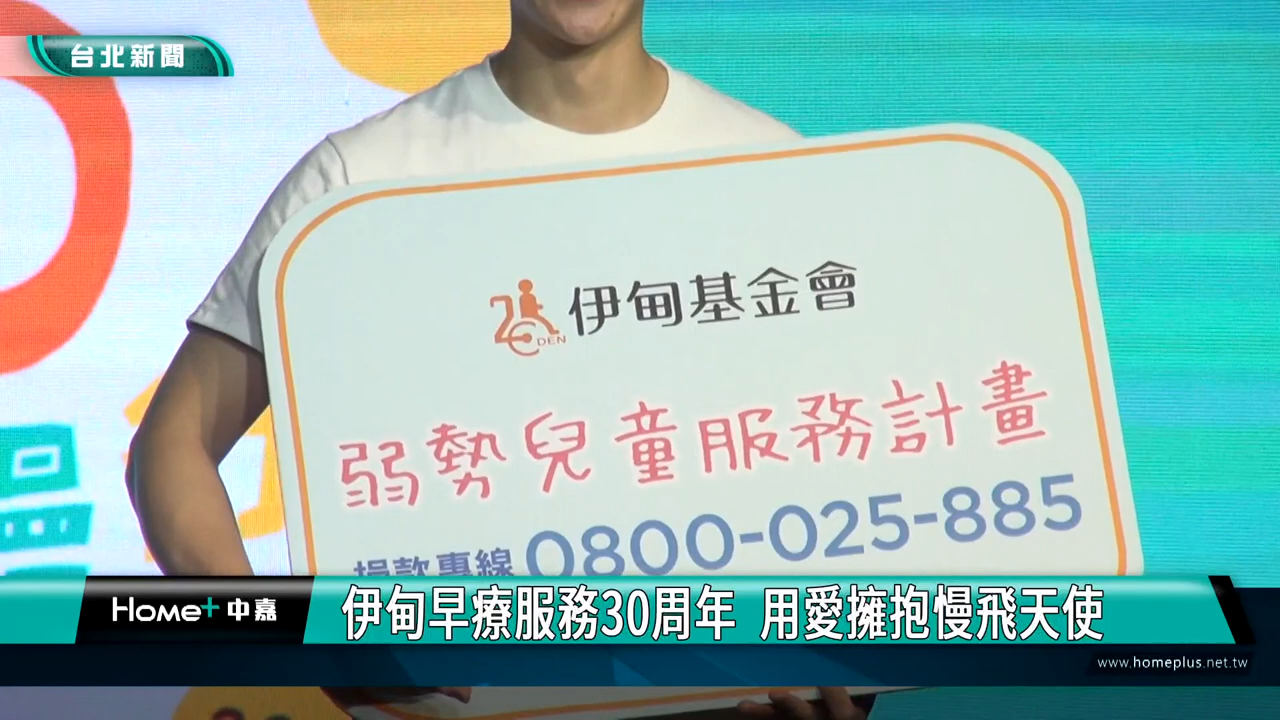 台北新聞
伊甸基金會
EDEN
弱勢兒童服務計畫
捐款專線 0800-025-885
Home+ 中嘉
伊甸早療服務30周年 用愛擁抱慢飛天使
www.homeplus.net.tw